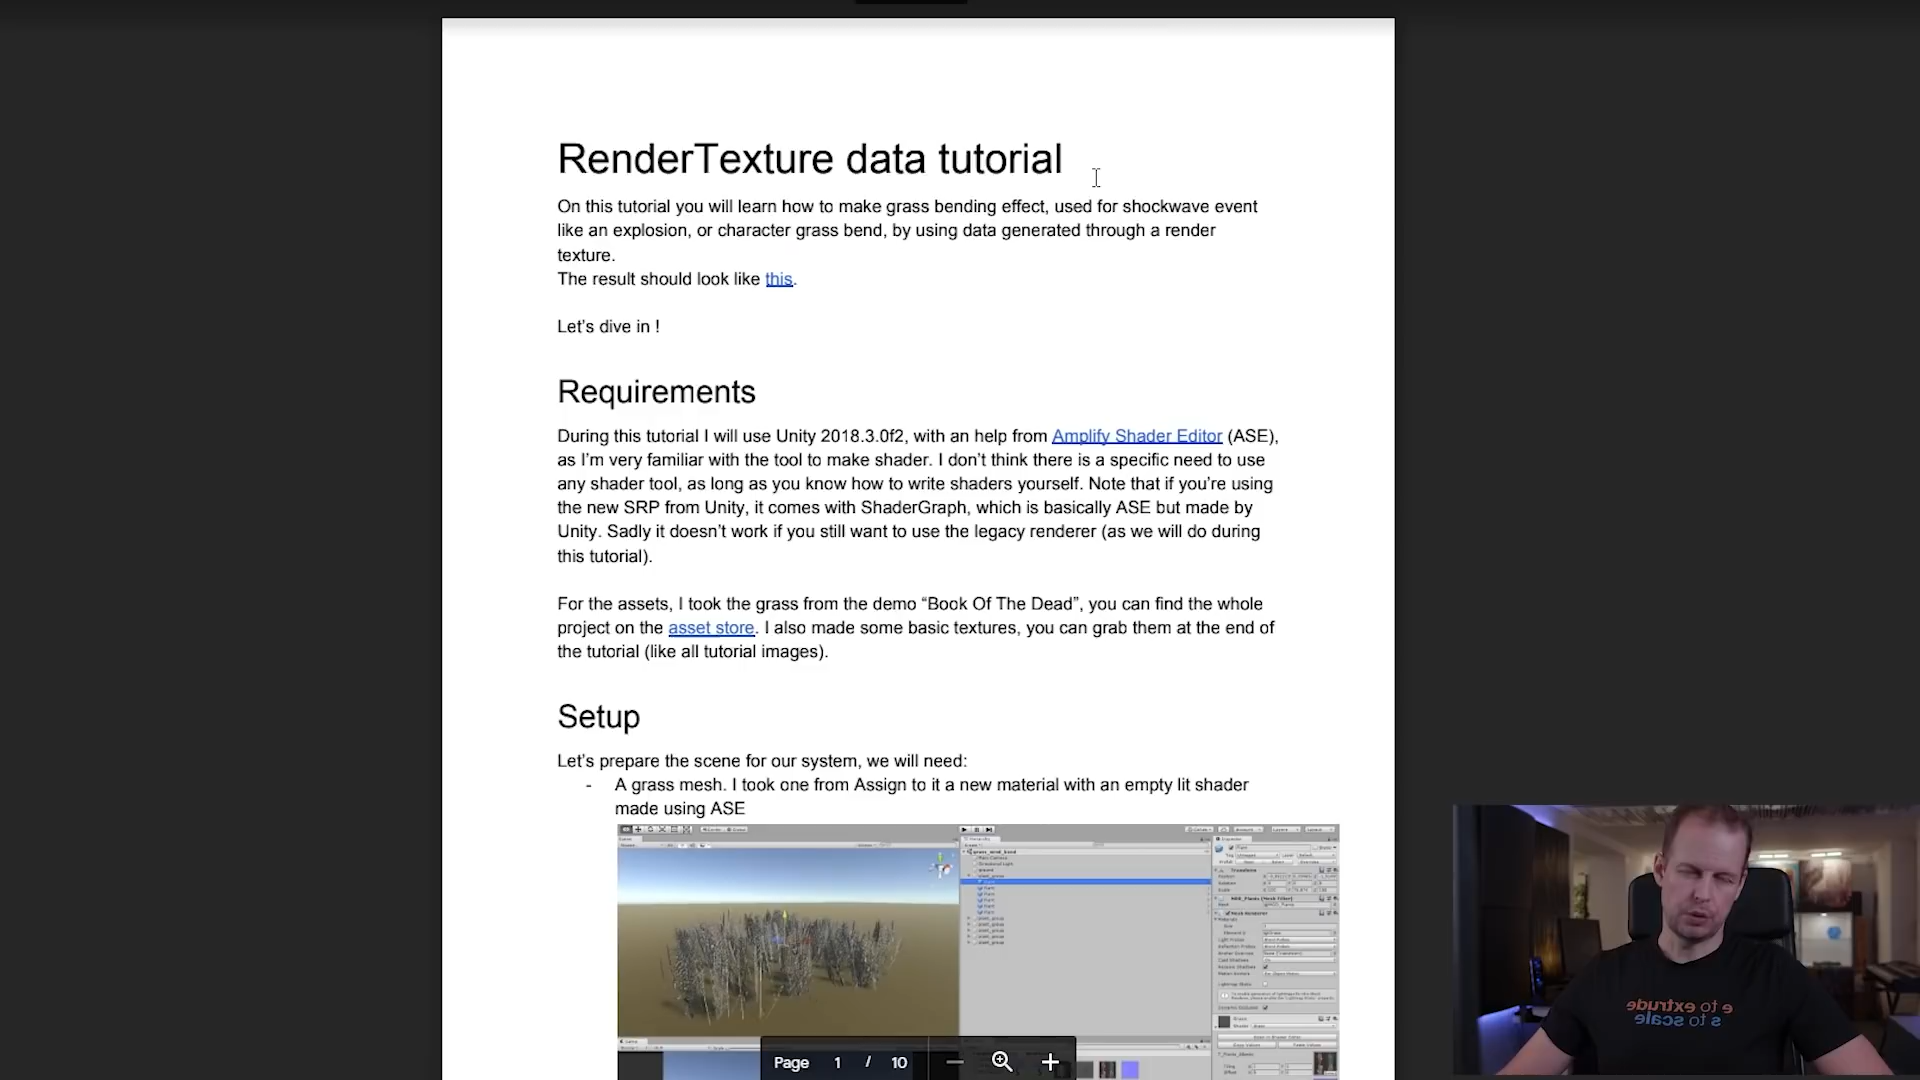 RenderTexture data tutorial
On this tutorial you will learn how to make grass bending effect, used for shockwave event
like an explosion, or character grass bend, by using data generated through a render
texture.
The result should look like this.
Let's dive in !
Requirements
During this tutorial I will use Unity 2018.3.0f2, with an help from Amplify Shader Editor (ASE),
as I'm very familiar with the tool to make shader. I don't think there is a specific need to use
any shader tool, as long as you know how to write shaders yourself. Note that if you're using
the new SRP from Unity, it comes with ShaderGraph, which is basically ASE but made by
Unity. Sadly it doesn't work if you still want to use the legacy renderer (as we will do during
this tutorial).
For the assets, I took the grass from the demo “Book Of The Dead”, you can find the whole
project on the asset store. I also made some basic textures, you can grab them at the end of
the tutorial (like all tutorial images).
Setup
Let's prepare the scene for our system, we will need:
- A grass mesh. I took one from Assign to it a new material with an empty lit shader
made using ASE
Page 1 / 10
e to extrude
s to scale